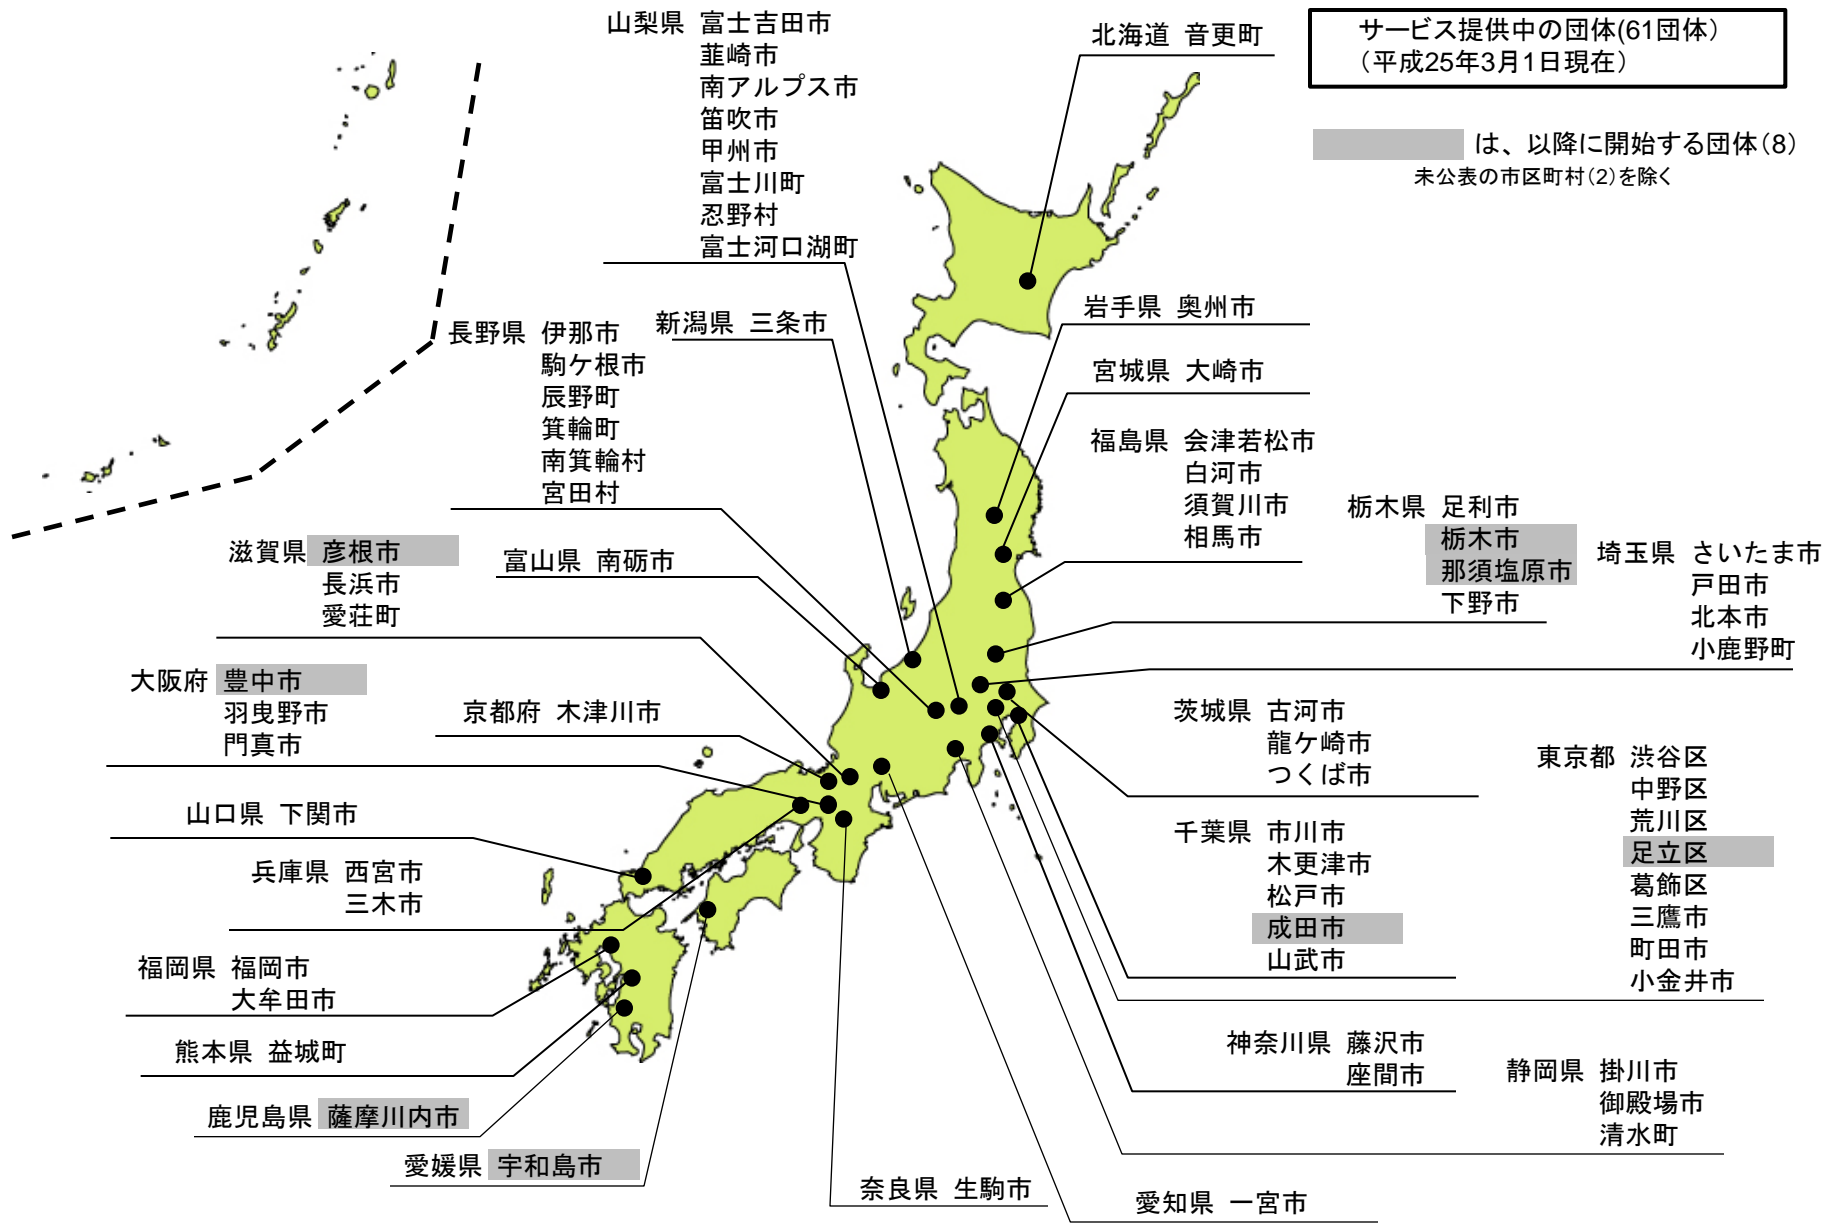 サービス提供中の団体(61団体)
(平成25年3月1日現在)
は、以降に開始する団体(8)
未公表の市区町村(2)を除く
北海道 音更町
山梨県 富士吉田市
韮崎市
南アルプス市
笛吹市
甲州市
富士川町
忍野村
富士河口湖町
岩手県 奥州市
新潟県 三条市
長野県 伊那市
駒ケ根市
辰野町
箕輪町
南箕輪村
宮田村
宮城県 大崎市
福島県 会津若松市
白河市
須賀川市
相馬市
栃木県 足利市
栃木市
那須塩原市
下野市
埼玉県 さいたま市
戸田市
北本市
小鹿野町
滋賀県 彦根市
長浜市
愛荘町
富山県 南砺市
大阪府 豊中市
羽曳野市
門真市
京都府 木津川市
茨城県 古河市
龍ケ崎市
つくば市
東京都 渋谷区
中野区
荒川区
足立区
葛飾区
三鷹市
町田市
小金井市
山口県 下関市
千葉県 市川市
木更津市
松戸市
成田市
山武市
兵庫県 西宮市
三木市
福岡県 福岡市
大牟田市
熊本県 益城町
神奈川県 藤沢市
座間市
静岡県 掛川市
御殿場市
清水町
鹿児島県 薩摩川内市
愛媛県 宇和島市
奈良県 生駒市
愛知県 一宮市